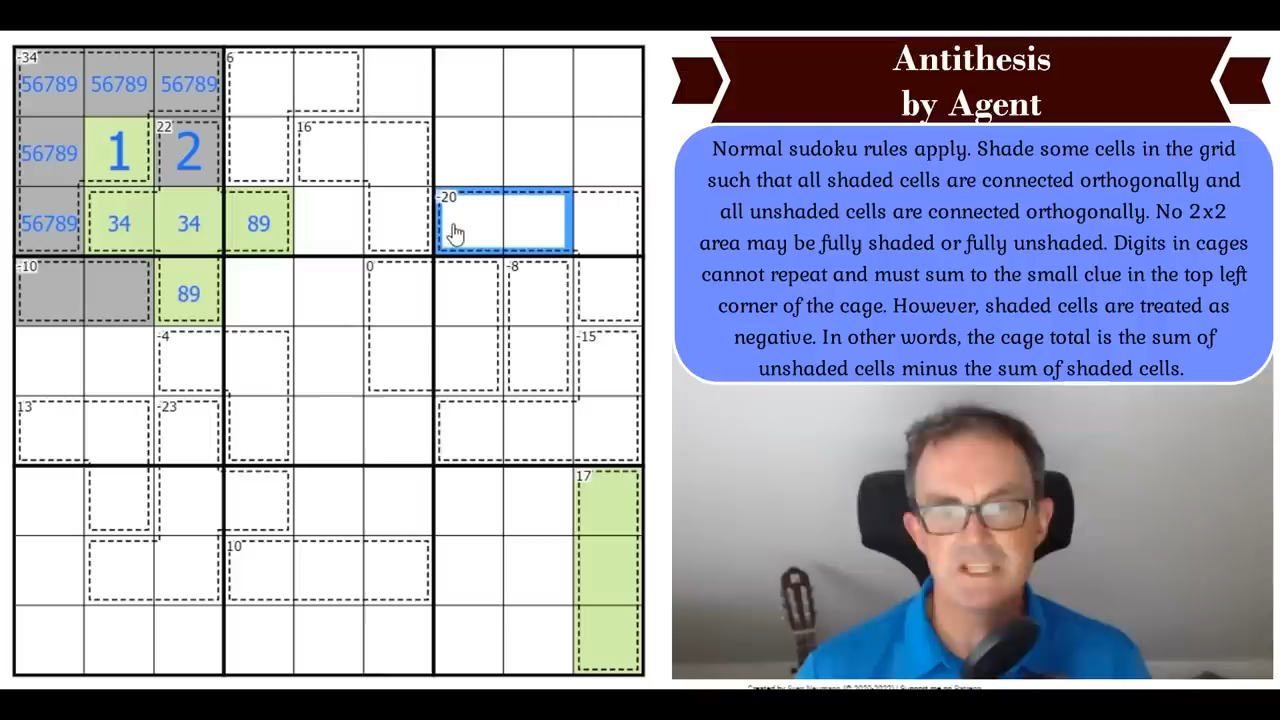 Antithesis
by Agent
Normal sudoku rules apply. Shade some cells in the grid
such that all shaded cells are connected orthogonally and
all unshaded cells are connected orthogonally. No 2x2
area may be fully shaded or fully unshaded. Digits in cages
cannot repeat and must sum to the small clue in the top left
corner of the cage. However, shaded cells are treated as
negative. In other words, the cage total is the sum of
unshaded cells minus the sum of shaded cells.
-34 6
56789 56789 56789
22 16
56789 1 2
-20
56789 34 34 89
-10 0 -8
89
-4 -15
13 -23
17
10